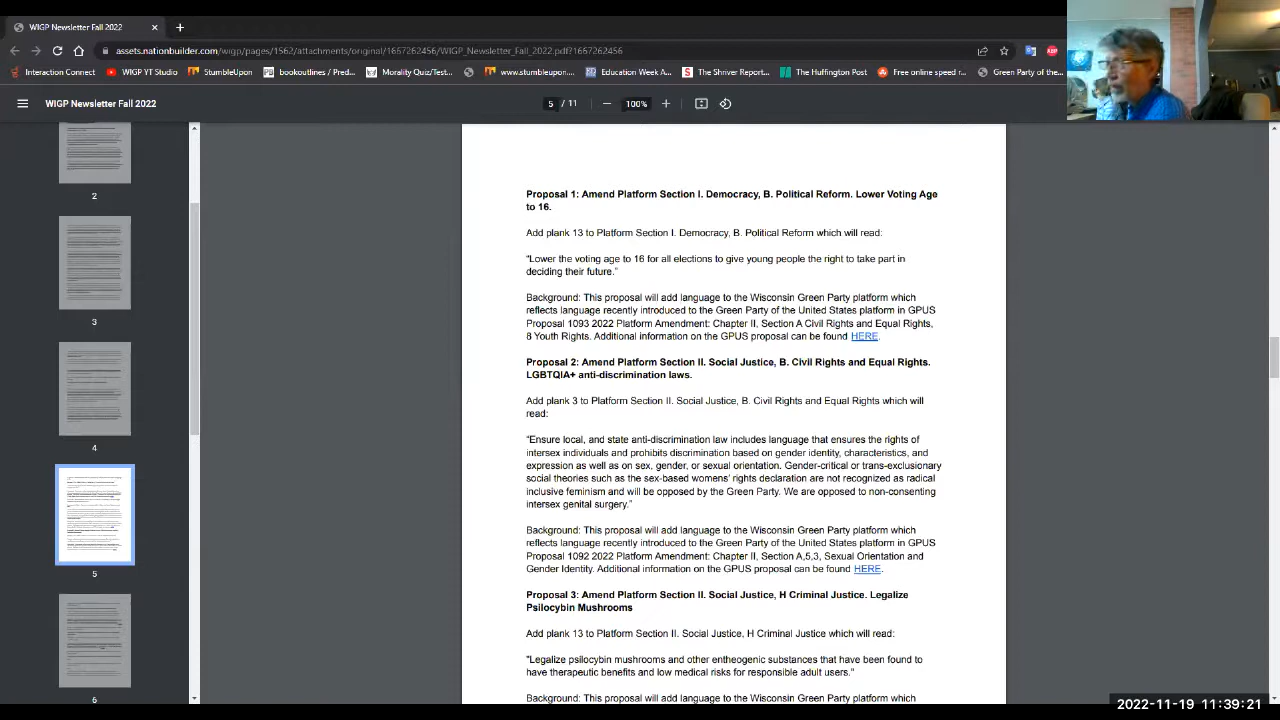 WIGP Newsletter Fall 2022
assets.nationbuilder.com/wigp/pages/1562/attachments/original/1667262456/WIGP_Newsletter_Fall_2022.pdf?1667262456
Interaction Connect
WIGP YT Studio
StumbleUpon
bookoutlines / Pred...
Morality Quiz/Tes...
www.stumbleupon....
Education Week A...
The Shriver Report...
The Huffington Post
Free online speed r...
Green Party of the...
WIGP Newsletter Fall 2022
5 / 11
100%
2
3
4
5
6
Proposal 1: Amend Platform Section I. Democracy, B. Political Reform. Lower Voting Age
to 16.
Add plank 13 to Platform Section I. Democracy, B. Political Reform which will read:
"Lower the voting age to 16 for all elections to give young people the right to take part in
deciding their future."
Background: This proposal will add language to the Wisconsin Green Party platform which
reflects language recently introduced to the Green Party of the United States platform in GPUS
Proposal 1093 2022 Platform Amendment: Chapter II, Section A Civil Rights and Equal Rights,
8 Youth Rights. Additional information on the GPUS proposal can be found HERE.
Proposal 2: Amend Platform Section II. Social Justice, B. Civil Rights and Equal Rights.
LGBTQIA+ anti-discrimination laws.
Add plank 3 to Platform Section II. Social Justice, B. Civil Rights and Equal Rights which will
read:
"Ensure local, and state anti-discrimination law includes language that ensures the rights of
intersex individuals and prohibits discrimination based on gender identity, characteristics, and
expression as well as on sex, gender, or sexual orientation. Gender-critical or trans-exclusionary
social theories such as the sex-based womens' rights declaration are not recognized as radical
inclusive feminism and will be opposed by the Green Party. We are opposed to non-consenting
intersex genital surgery."
Background: This proposal will add language to the Wisconsin Green Party platform which
reflects language recently introduced to the Green Party of the United States platform in GPUS
Proposal 1092 2022 Platform Amendment: Chapter II, Section A,5,3, Sexual Orientation and
Gender Identity. Additional information on the GPUS proposal can be found HERE.
Proposal 3: Amend Platform Section II. Social Justice, H Criminal Justice. Legalize
Psilocybin Mushrooms
Add plank 13 to Platform Section II. Social Justice, H Criminal Justice which will read:
"Legalize psilocybin mushrooms and other entheogenic substances that have been found to
have therapeutic benefits and low medical risks for responsible adult users."
Background: This proposal will add language to the Wisconsin Green Party platform which
2022-11-19 11:39:21